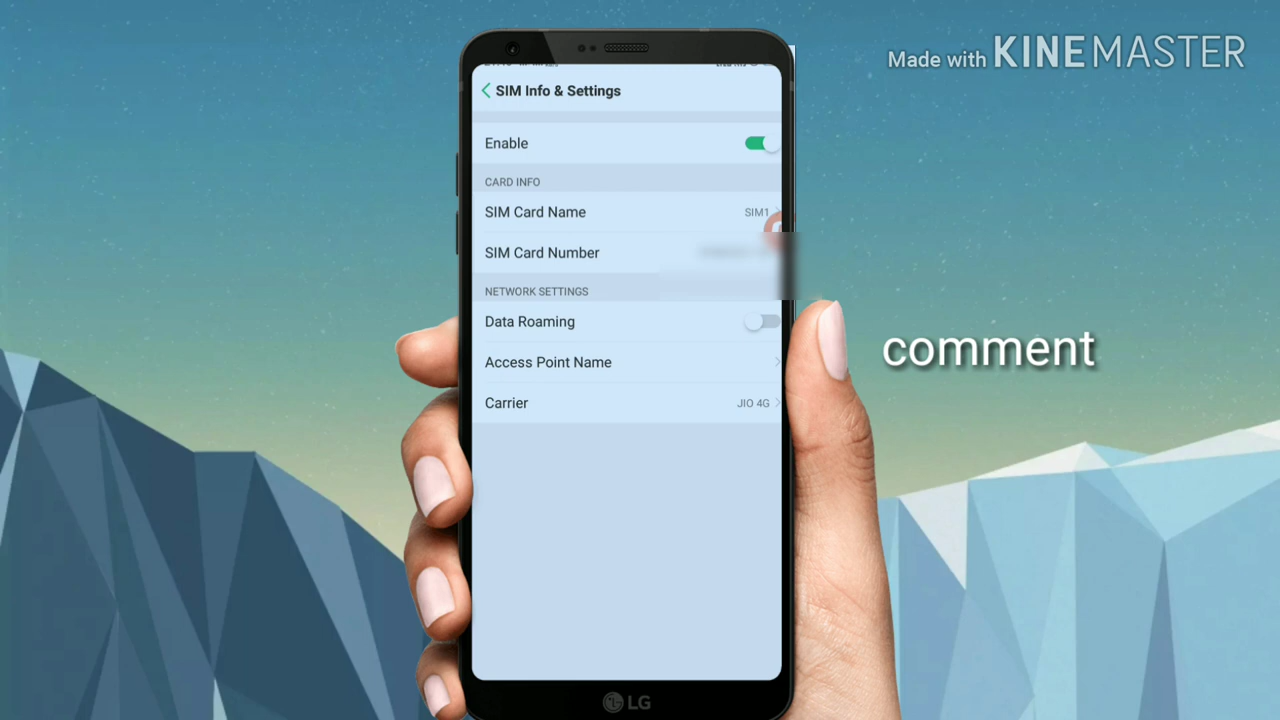 Made with KINEMASTER
SIM Info & Settings
Enable
CARD INFO
SIM Card Name SIM1
SIM Card Number
NETWORK SETTINGS
Data Roaming
Access Point Name
Carrier JIO 4G
comment
LG